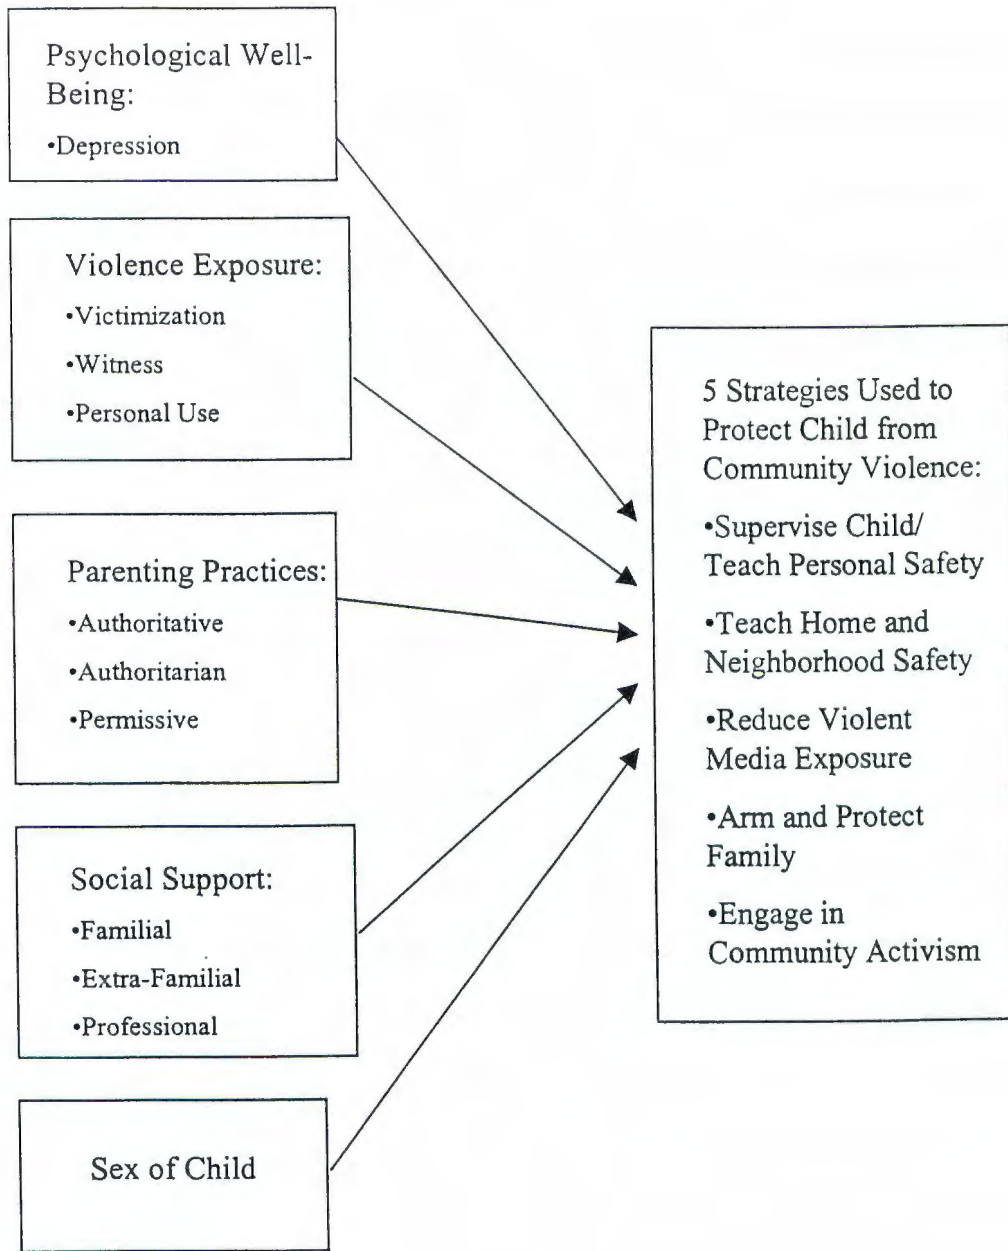 Psychological Well-
Being:
•Depression
Violence Exposure:
•Victimization
•Witness
•Personal Use
Parenting Practices:
•Authoritative
•Authoritarian
•Permissive
Social Support:
•Familial
•Extra-Familial
•Professional
Sex of Child
5 Strategies Used to
Protect Child from
Community Violence:
•Supervise Child/
Teach Personal Safety
•Teach Home and
Neighborhood Safety
•Reduce Violent
Media Exposure
•Arm and Protect
Family
•Engage in
Community Activism